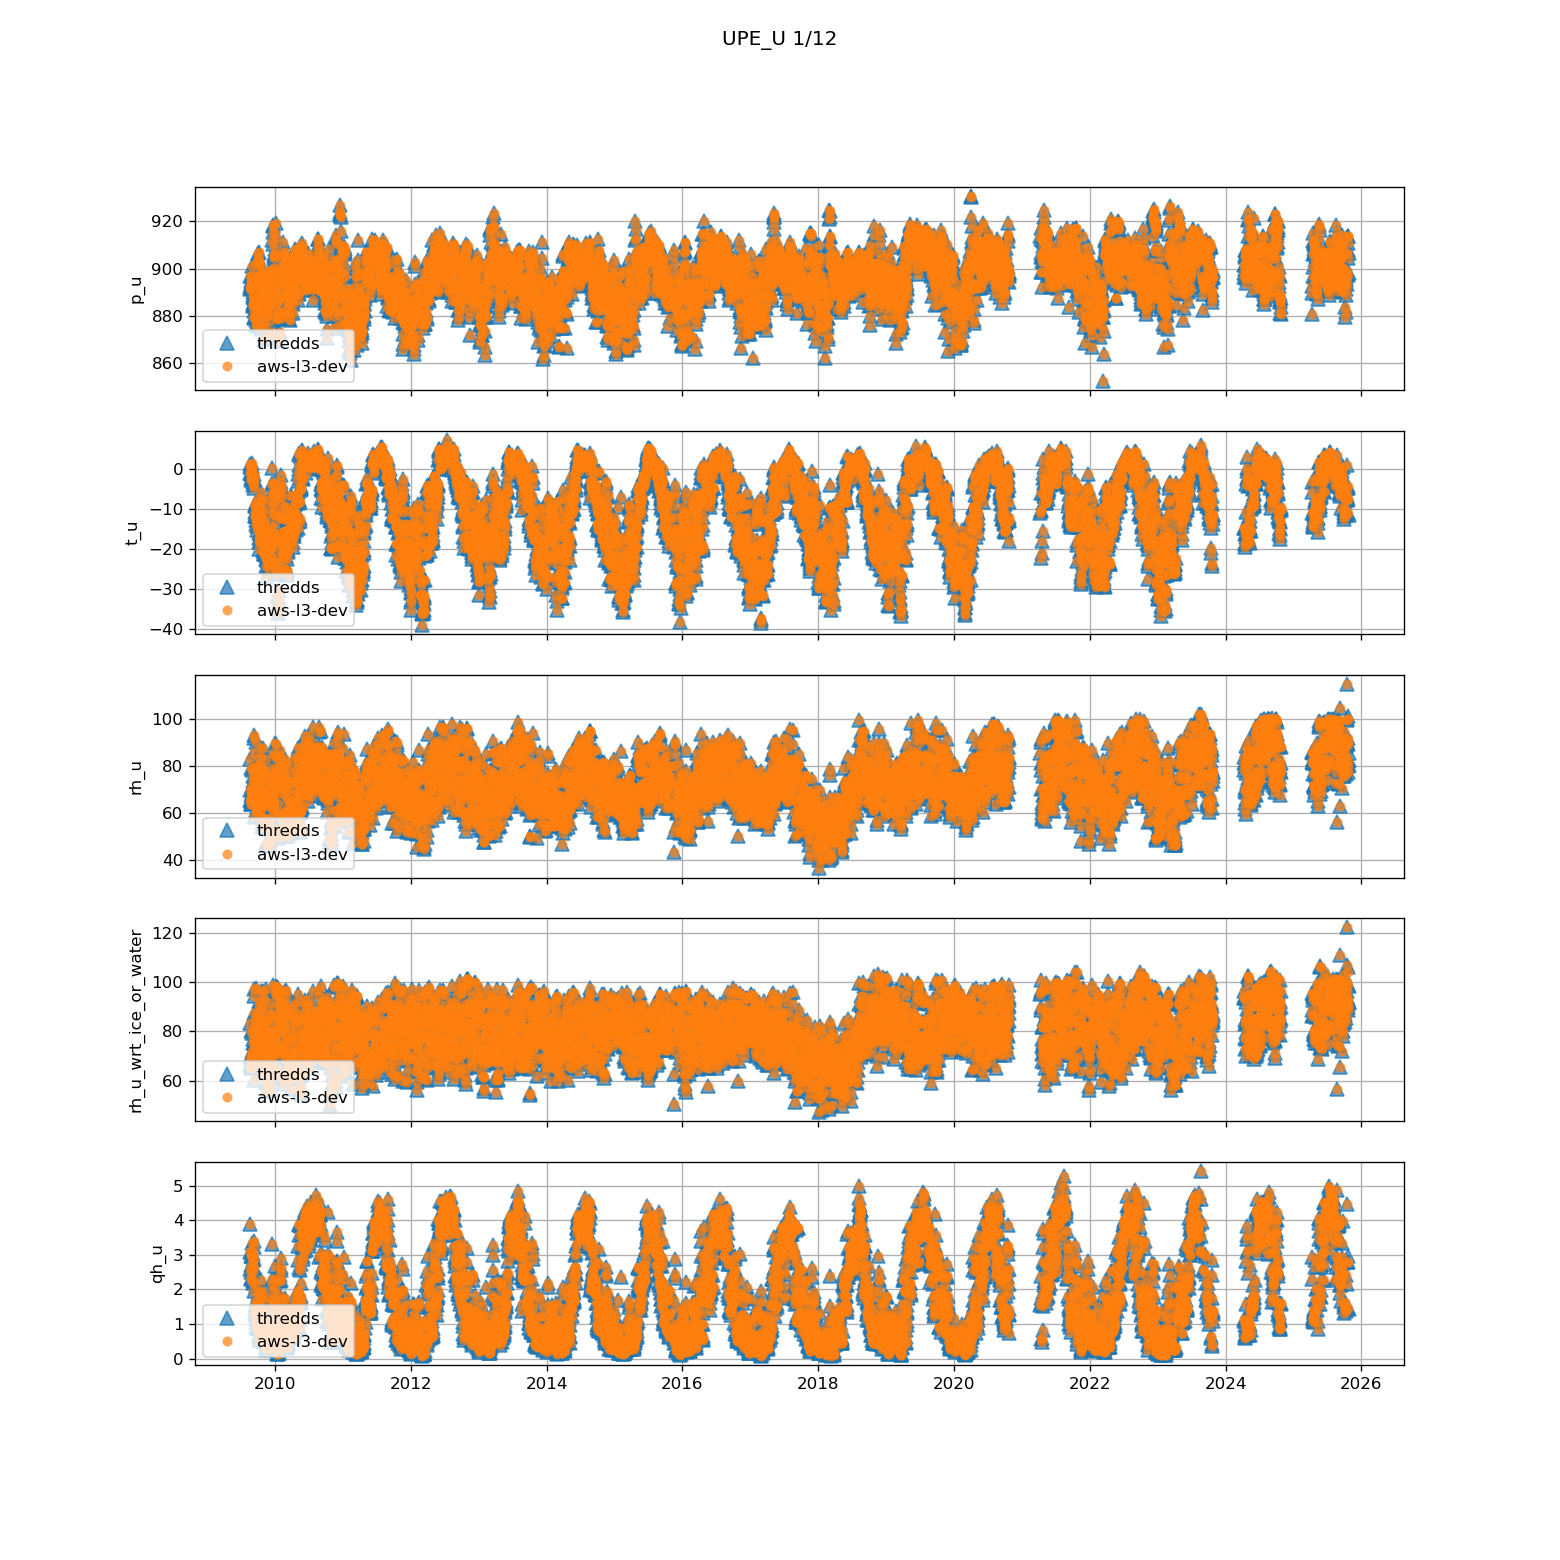 UPE_U 1/12
920
900
880
860
p_u
thredds
aws-l3-dev
0
−10
−20
−30
−40
t_u
thredds
aws-l3-dev
100
80
60
40
rh_u
thredds
aws-l3-dev
120
100
80
60
rh_u_wrt_ice_or_water
thredds
aws-l3-dev
5
4
3
2
1
0
qh_u
thredds
aws-l3-dev
2010 2012 2014 2016 2018 2020 2022 2024 2026